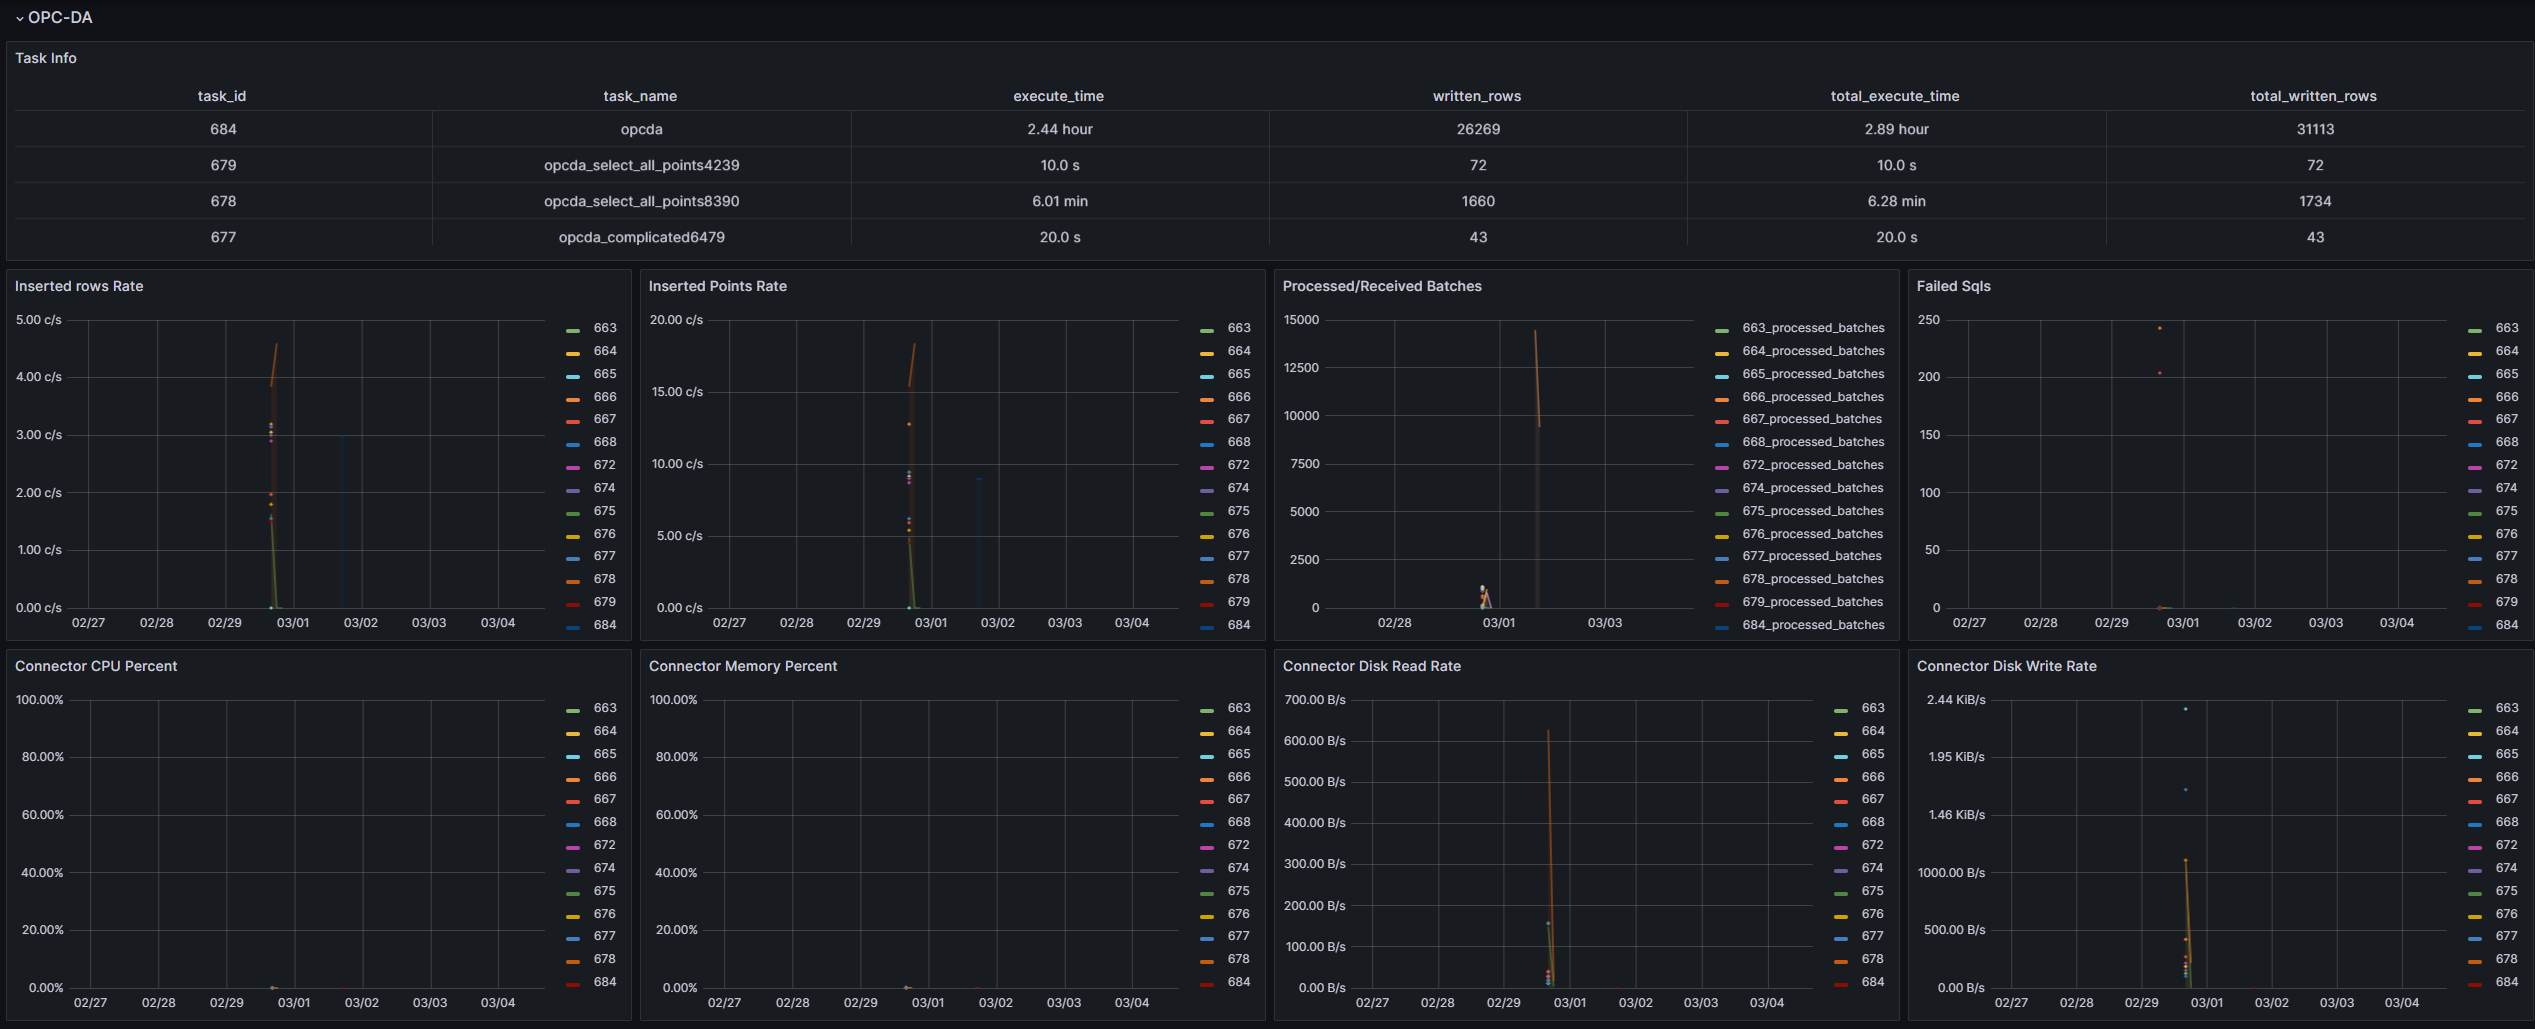 OPC-DA
Task Info
task_id task_name execute_time written_rows total_execute_time total_written_rows
684 opcda 2.44 hour 26269 2.89 hour 31113
679 opcda_select_all_points4239 10.0 s 72 10.0 s 72
678 opcda_select_all_points8390 6.01 min 1660 6.28 min 1734
677 opcda_complicated6479 20.0 s 43 20.0 s 43
Inserted rows Rate
5.00 c/s
4.00 c/s
3.00 c/s
2.00 c/s
1.00 c/s
0.00 c/s
02/27 02/28 02/29 03/01 03/02 03/03 03/04
663
664
665
666
667
668
672
674
675
676
677
678
679
684
Inserted Points Rate
20.00 c/s
15.00 c/s
10.00 c/s
5.00 c/s
0.00 c/s
02/27 02/28 02/29 03/01 03/02 03/03 03/04
663
664
665
666
667
668
672
674
675
676
677
678
679
684
Processed/Received Batches
15000
12500
10000
7500
5000
2500
0
02/28 03/01 03/03
663_processed_batches
664_processed_batches
665_processed_batches
666_processed_batches
667_processed_batches
668_processed_batches
672_processed_batches
674_processed_batches
675_processed_batches
676_processed_batches
677_processed_batches
678_processed_batches
679_processed_batches
684_processed_batches
Failed Sqls
250
200
150
100
50
0
02/27 02/28 02/29 03/01 03/02 03/03 03/04
663
664
665
666
667
668
672
674
675
676
677
678
679
684
Connector CPU Percent
100.00%
80.00%
60.00%
40.00%
20.00%
0.00%
02/27 02/28 02/29 03/01 03/02 03/03 03/04
663
664
665
666
667
668
672
674
675
676
677
678
684
Connector Memory Percent
100.00%
80.00%
60.00%
40.00%
20.00%
0.00%
02/27 02/28 02/29 03/01 03/02 03/03 03/04
663
664
665
666
667
668
672
674
675
676
677
678
684
Connector Disk Read Rate
700.00 B/s
600.00 B/s
500.00 B/s
400.00 B/s
300.00 B/s
200.00 B/s
100.00 B/s
0.00 B/s
02/27 02/28 02/29 03/01 03/02 03/03 03/04
663
664
665
666
667
668
672
674
675
676
677
678
684
Connector Disk Write Rate
2.44 KiB/s
1.95 KiB/s
1.46 KiB/s
1000.00 B/s
500.00 B/s
0.00 B/s
02/27 02/28 02/29 03/01 03/02 03/03 03/04
663
664
665
666
667
668
672
674
675
676
677
678
684